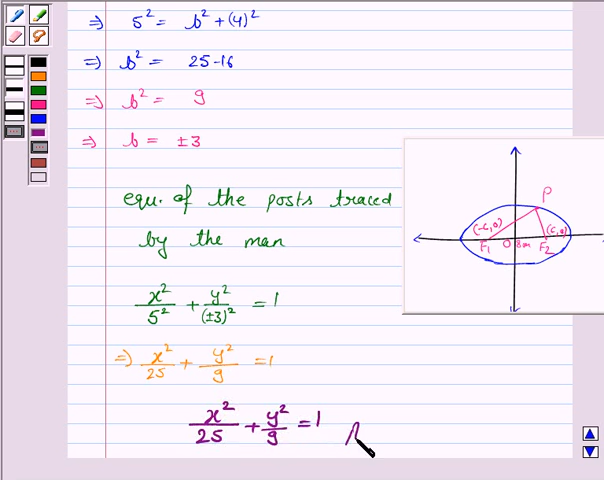 ⇒ 5² = b² + (4)²
⇒ b² = 25-16
⇒ b² = 9
⇒ b = ±3
equ. of the posts traced
by the man
x²/5² + y²/(±3)² = 1
⇒) x²/25 + y²/9 = 1
x²/25 + y²/9 = 1
P
(-c,0) (c,0)
F₁ O 8m F₂